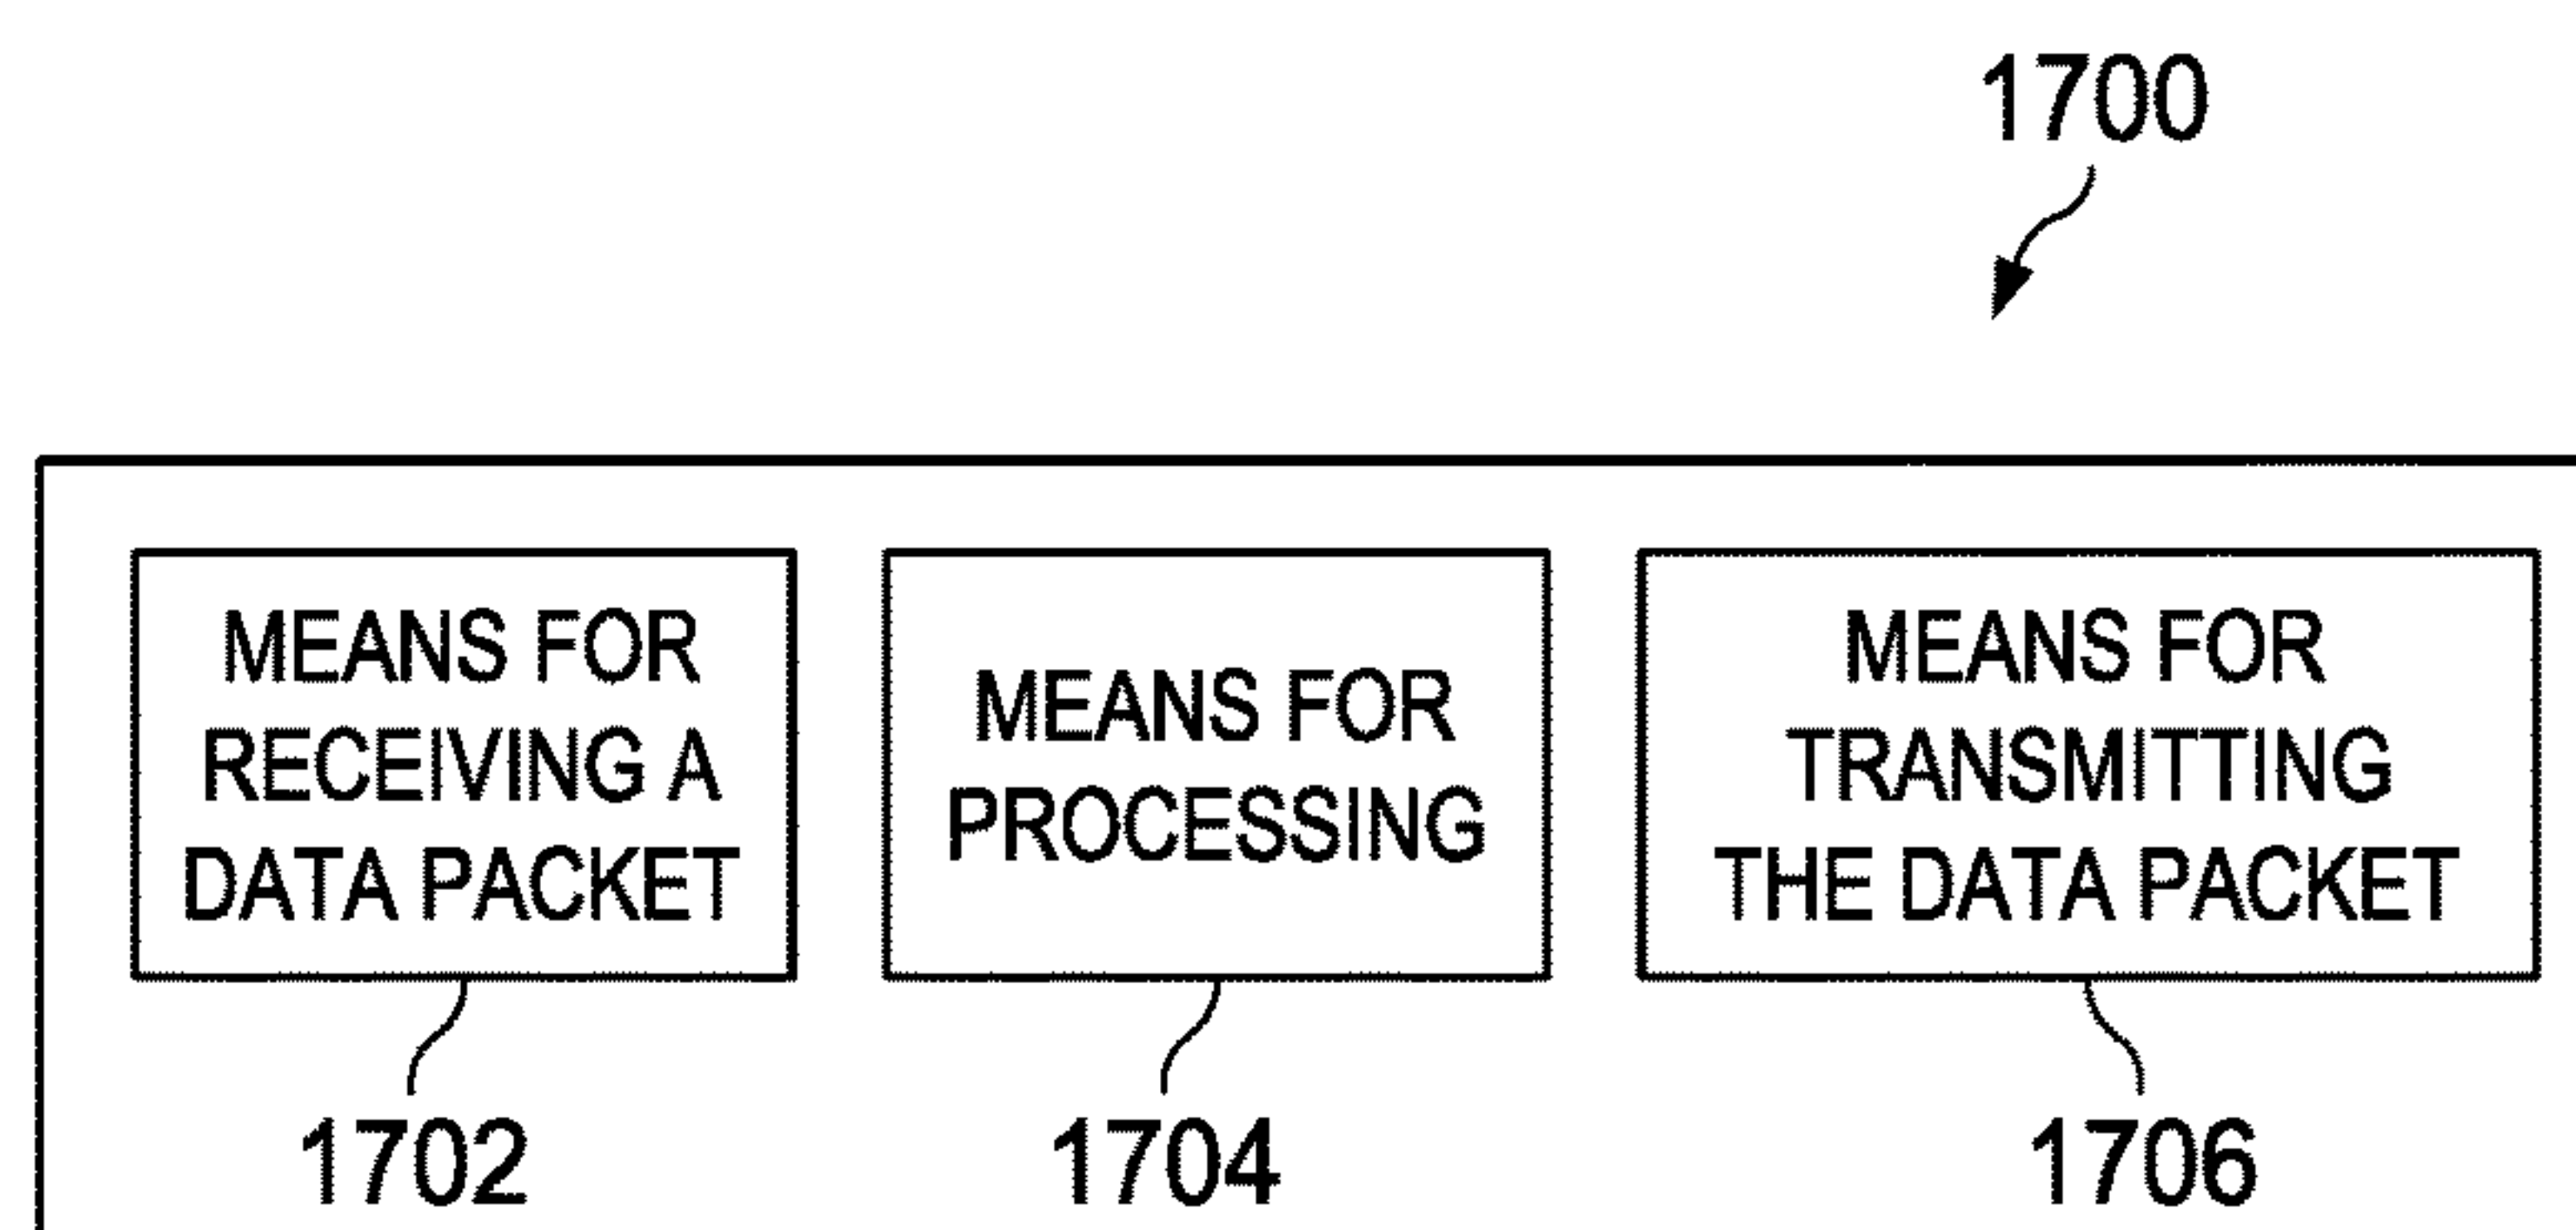 1700
MEANS FOR
RECEIVING A
DATA PACKET
MEANS FOR
PROCESSING
MEANS FOR
TRANSMITTING
THE DATA PACKET
1702
1704
1706